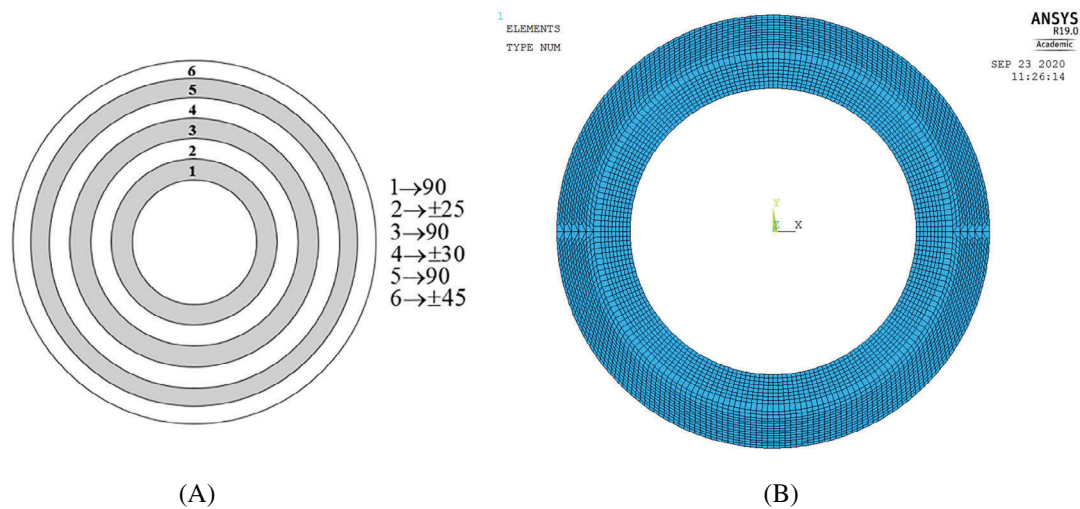 6
5
4
3
2
1
1→90
2→±25
3→90
4→±30
5→90
6→±45
(A)
1
ELEMENTS
TYPE NUM
ANSYS
R19.0
Academic
SEP 23 2020
11:26:14
Y
Z X
(B)